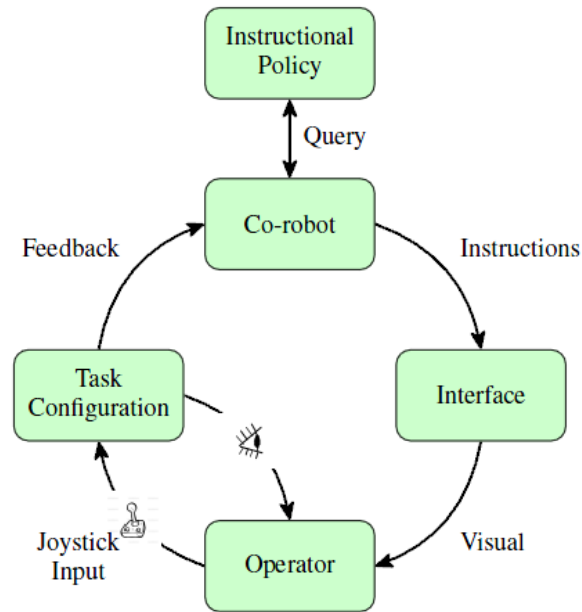 Instructional
Policy
Query
Co-robot
Feedback
Instructions
Task
Configuration
Interface
Joystick
Input
Operator
Visual